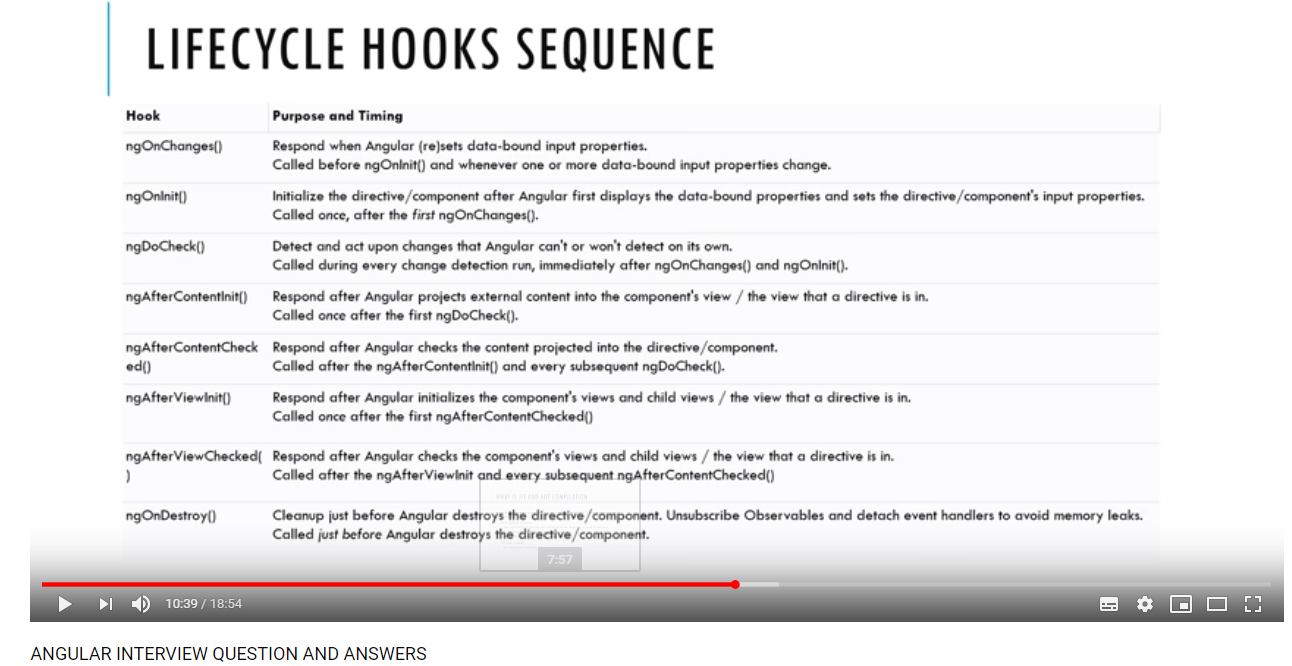 LIFECYCLE HOOKS SEQUENCE
Hook Purpose and Timing
ngOnChanges() Respond when Angular (re)sets data-bound input properties.
Called before ngOnInit() and whenever one or more data-bound input properties change.
ngOnInit() Initialize the directive/component after Angular first displays the data-bound properties and sets the directive/component's input properties.
Called once, after the first ngOnChanges().
ngDoCheck() Detect and act upon changes that Angular can't or won't detect on its own.
Called during every change detection run, immediately after ngOnChanges() and ngOnInit().
ngAfterContentInit() Respond after Angular projects external content into the component's view / the view that a directive is in.
Called once after the first ngDoCheck().
ngAfterContentCheck Respond after Angular checks the content projected into the directive/component.
ed() Called after the ngAfterContentInit() and every subsequent ngDoCheck().
ngAfterViewInit() Respond after Angular initializes the component's views and child views / the view that a directive is in.
Called once after the first ngAfterContentChecked()
ngAfterViewChecked( Respond after Angular checks the component's views and child views / the view that a directive is in.
) Called after the ngAfterViewInit and every subsequent ngAfterContentChecked()
WHAT IS JIT AND AOT COMPILATION
ngOnDestroy() Cleanup just before Angular destroys the directive/component. Unsubscribe Observables and detach event handlers to avoid memory leaks.
Called just before Angular destroys the directive/component.
7:57
10:39 / 18:54
ANGULAR INTERVIEW QUESTION AND ANSWERS